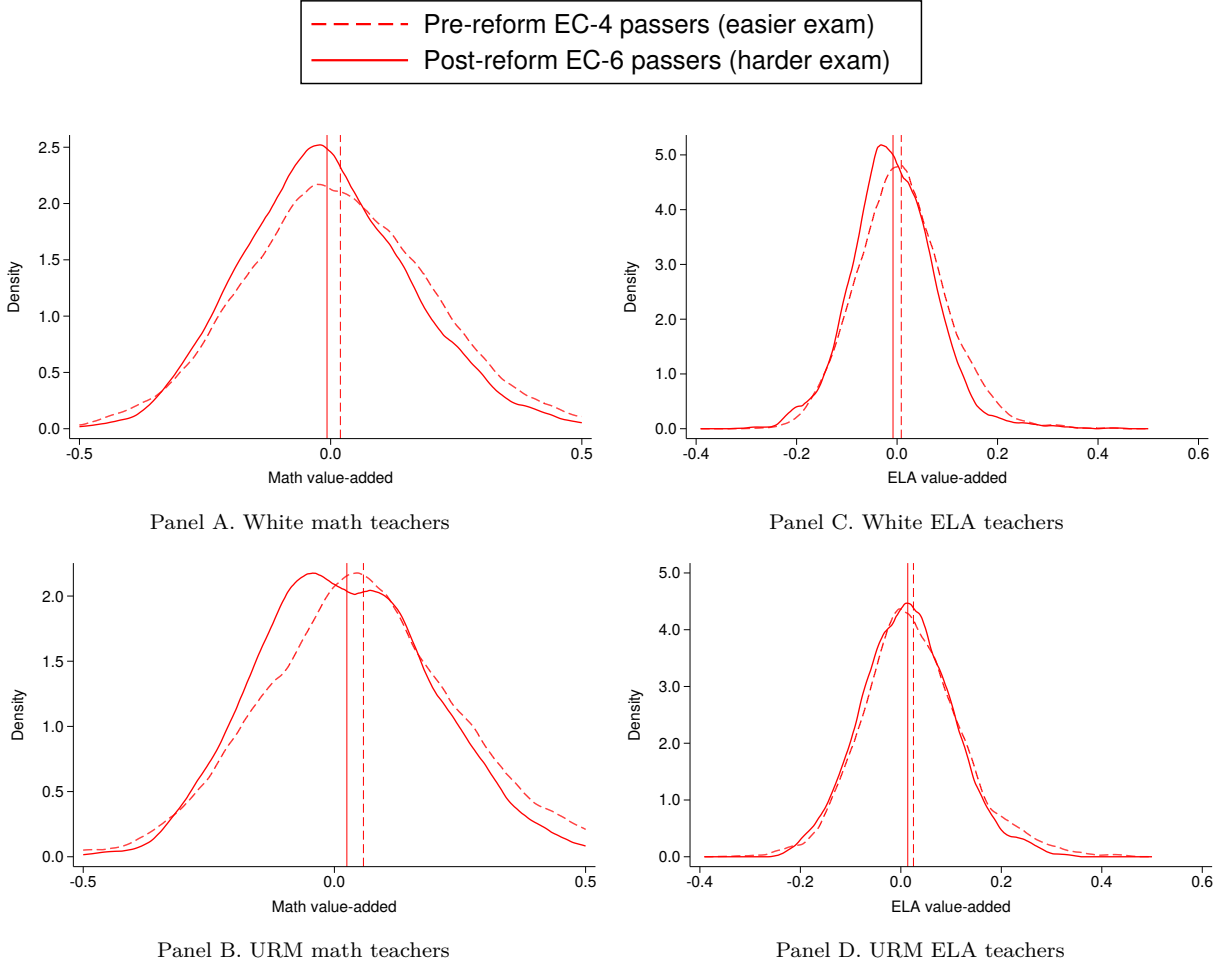 Pre-reform EC-4 passers (easier exam)
Post-reform EC-6 passers (harder exam)
2.5
2.0
1.5
1.0
0.5
0.0
Density
-0.5
0.0
0.5
Math value-added
Panel A. White math teachers
5.0
4.0
3.0
2.0
1.0
0.0
Density
-0.4
-0.2
0.0
0.2
0.4
0.6
ELA value-added
Panel C. White ELA teachers
2.0
1.5
1.0
0.5
0.0
Density
-0.5
0.0
0.5
Math value-added
Panel B. URM math teachers
5.0
4.0
3.0
2.0
1.0
0.0
Density
-0.4
-0.2
0.0
0.2
0.4
0.6
ELA value-added
Panel D. URM ELA teachers